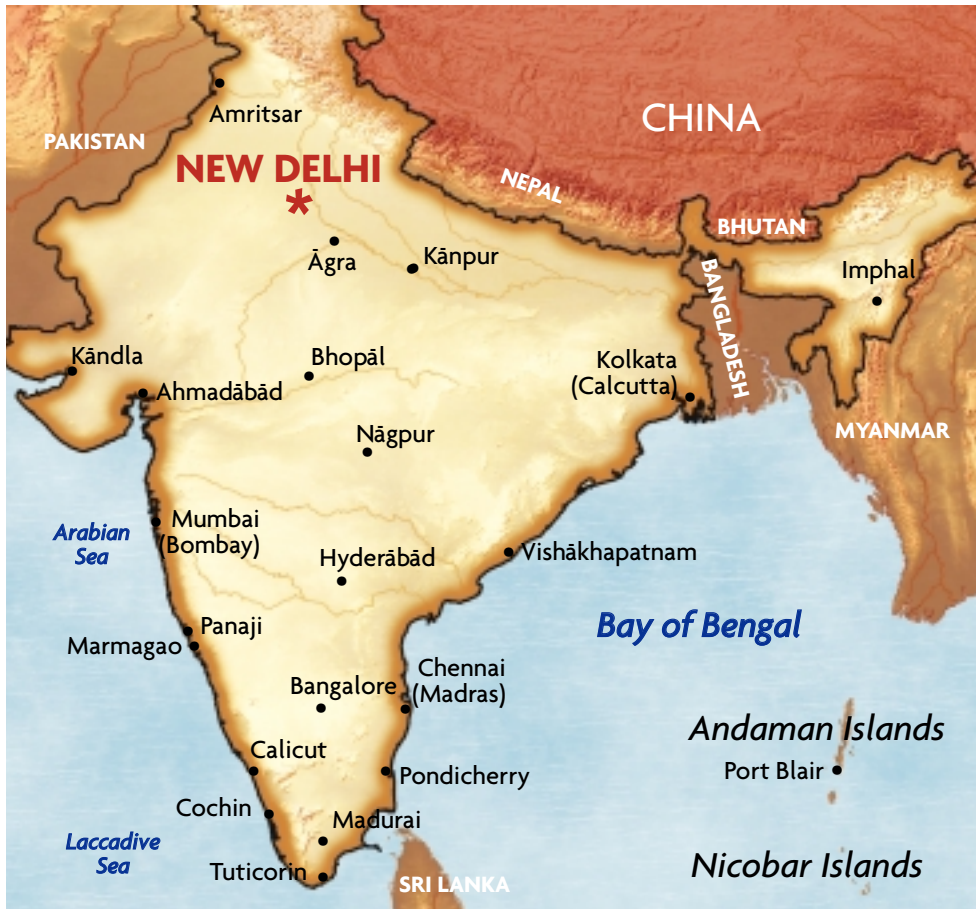 CHINA
Amritsar
PAKISTAN
NEW DELHI
*
NEPAL
BHUTAN
Āgra
Kānpur
BANGLADESH
Imphal
Kāndla
Bhopāl
Kolkata
(Calcutta)
Ahmadābād
Nāgpur
MYANMAR
Arabian
Sea
Mumbai
(Bombay)
Hyderābād
Vishākhapatnam
Panaji
Bay of Bengal
Marmagao
Chennai
(Madras)
Bangalore
Andaman Islands
Calicut
Port Blair
Pondicherry
Cochin
Madurai
Laccadive
Sea
Tuticorin
Nicobar Islands
SRI LANKA